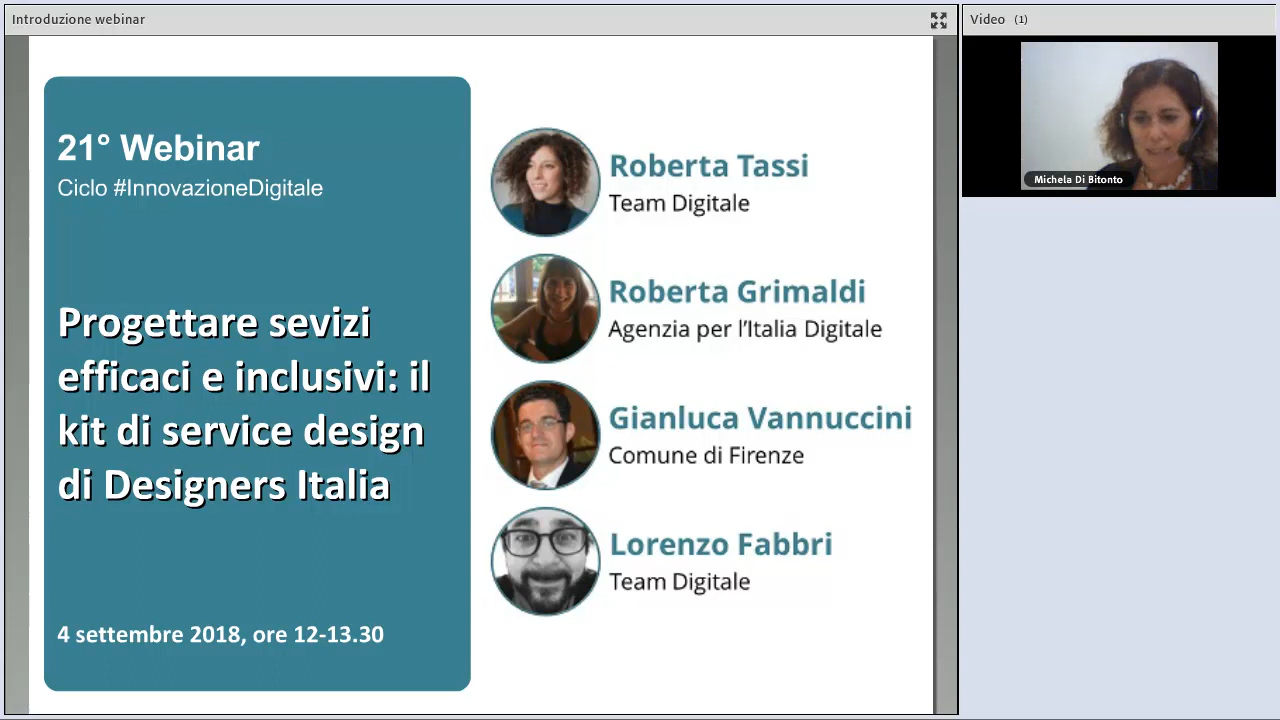 Introduzione webinar
Video (1)
21° Webinar
Ciclo #InnovazioneDigitale
Progettare sevizi
efficaci e inclusivi: il
kit di service design
di Designers Italia
4 settembre 2018, ore 12-13.30
Roberta Tassi
Team Digitale
Roberta Grimaldi
Agenzia per l'Italia Digitale
Gianluca Vannuccini
Comune di Firenze
Lorenzo Fabbri
Team Digitale
Michela Di Bitonto